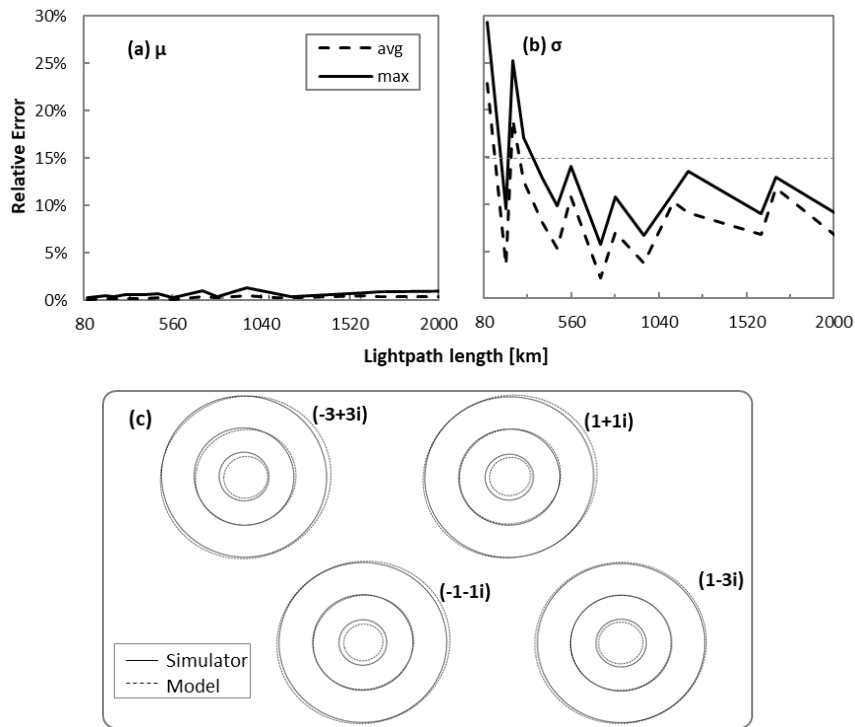 30%
25%
20%
15%
10%
5%
0%
Relative Error
(a) μ
avg
max
(b) σ
80 560 1040 1520 2000
80 560 1040 1520 2000
Lightpath length [km]
(c)
(-3+3i)
(1+1i)
(-1-1i)
(1-3i)
Simulator
Model